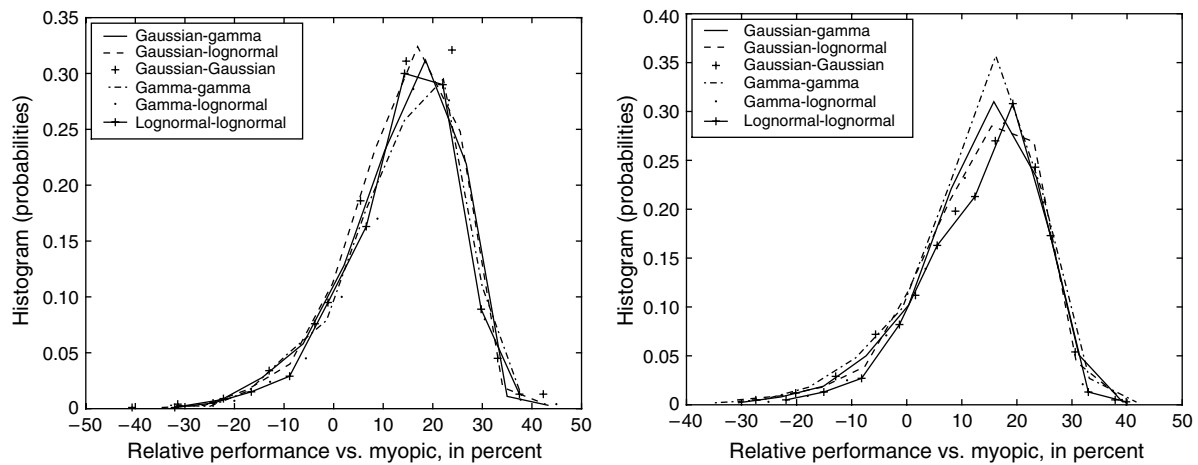 0.35
0.30
0.25
0.20
0.15
0.10
0.05
0
Histogram (probabilities)
Gaussian-gamma
Gaussian-lognormal
Gaussian-Gaussian
Gamma-gamma
Gamma-lognormal
Lognormal-lognormal
−50 −40 −30 −20 −10 0 10 20 30 40 50
Relative performance vs. myopic, in percent
0.40
0.35
0.30
0.25
0.20
0.15
0.10
0.05
0
Histogram (probabilities)
Gaussian-gamma
Gaussian-lognormal
Gaussian-Gaussian
Gamma-gamma
Gamma-lognormal
Lognormal-lognormal
−40 −30 −20 −10 0 10 20 30 40 50
Relative performance vs. myopic, in percent